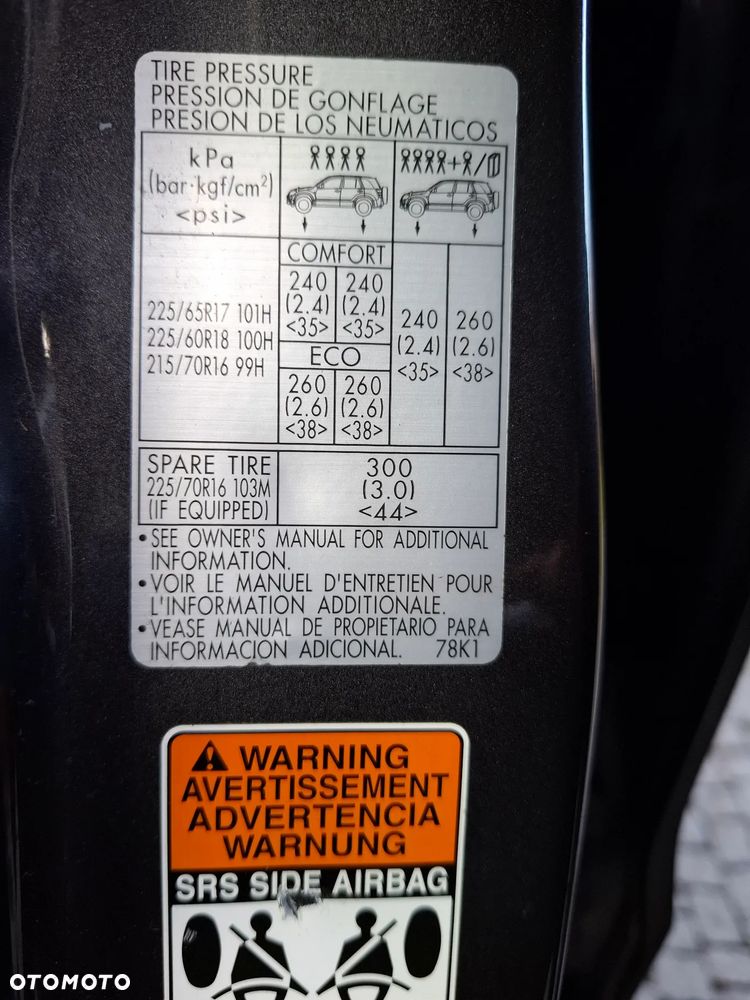 TIRE PRESSURE
PRESSION DE GONFLAGE
PRESION DE LOS NEUMATICOS
kPa
(bar·kgf/cm²)
<psi>
+ /
COMFORT
225/65R17 101H
225/60R18 100H
215/70R16 99H
240 240
(2.4) (2.4)
<35> <35>
ECO
260 260
(2.6) (2.6)
<38> <38>
240 260
(2.4) (2.6)
<35> <38>
SPARE TIRE
225/70R16 103M
(IF EQUIPPED)
300
(3.0)
<44>
•SEE OWNER'S MANUAL FOR ADDITIONAL
INFORMATION.
•VOIR LE MANUEL D'ENTRETIEN POUR
L'INFORMATION ADDITIONALE.
•VEASE MANUAL DE PROPIETARIO PARA
INFORMACION ADICIONAL. 78K1
WARNING
AVERTISSEMENT
ADVERTENCIA
WARNUNG
SRS SIDE AIRBAG
OTOMOTO